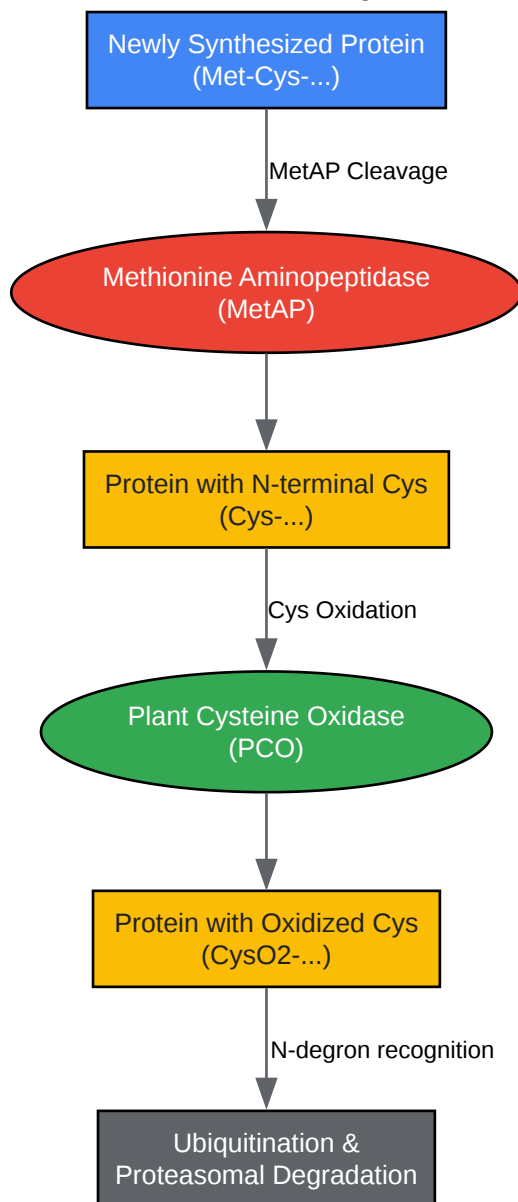 Newly Synthesized Protein
(Met-Cys-...)
MetAP Cleavage
Methionine Aminopeptidase
(MetAP)
Protein with N-terminal Cys
(Cys-...)
Cys Oxidation
Plant Cysteine Oxidase
(PCO)
Protein with Oxidized Cys
(CysO2-...)
N-degron recognition
Ubiquitination &
Proteasomal Degradation